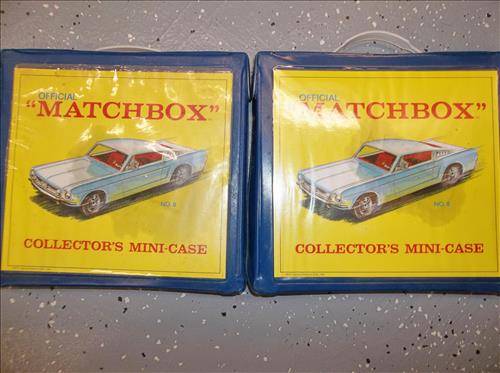 OFFICIAL
"MATCHBOX"
NO. 8
COLLECTOR'S MINI-CASE
OFFICIAL
"MATCHBOX"
NO. 8
COLLECTOR'S MINI-CASE